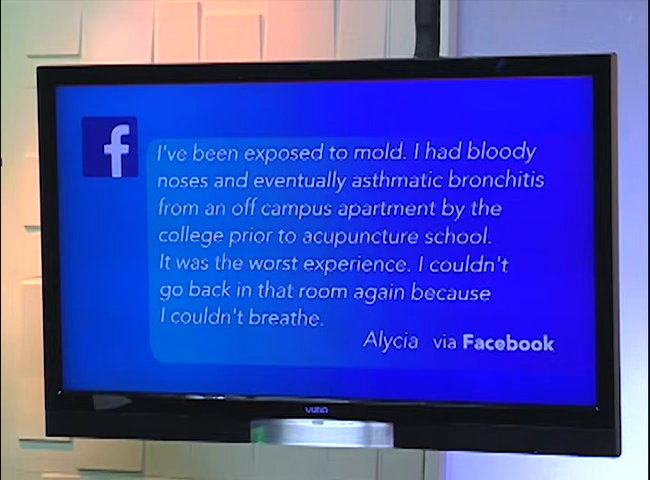 f
I've been exposed to mold. I had bloody
noses and eventually asthmatic bronchitis
from an off campus apartment by the
college prior to acupuncture school.
It was the worst experience. I couldn't
go back in that room again because
I couldn't breathe.
Alycia via Facebook
VIZIO